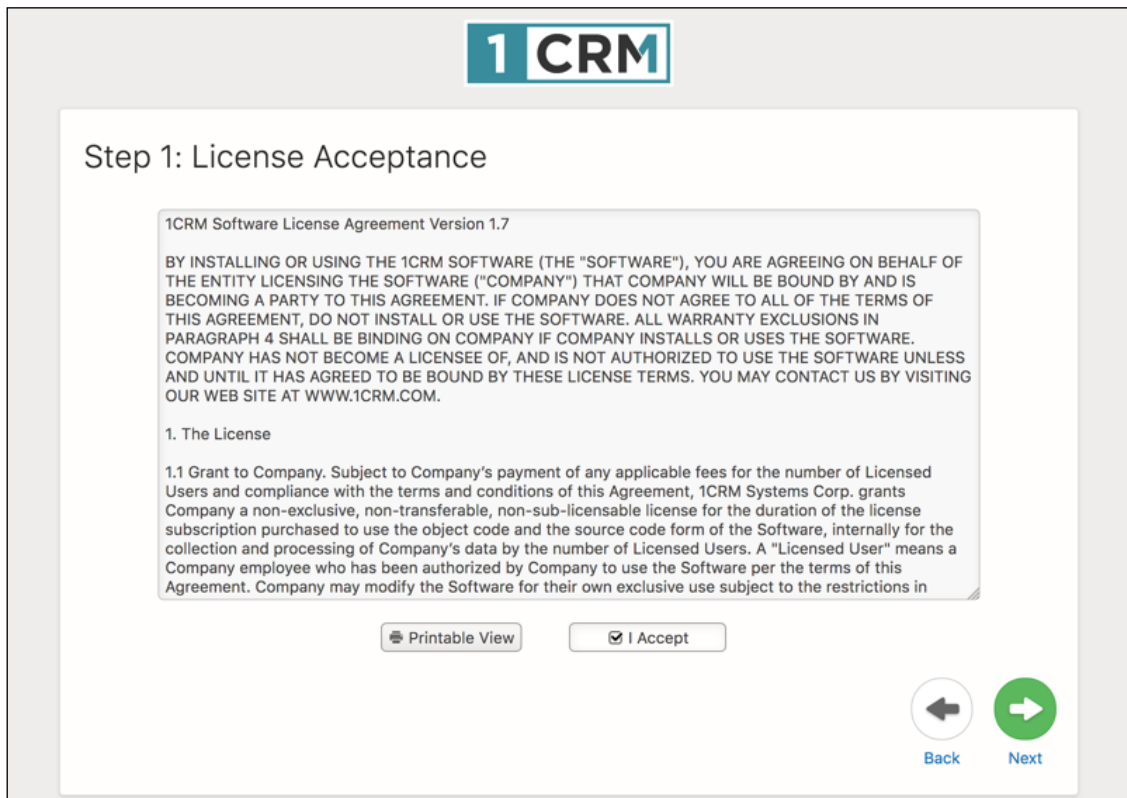 1 CRM
Step 1: License Acceptance
1CRM Software License Agreement Version 1.7
BY INSTALLING OR USING THE 1CRM SOFTWARE (THE "SOFTWARE"), YOU ARE AGREEING ON BEHALF OF
THE ENTITY LICENSING THE SOFTWARE ("COMPANY") THAT COMPANY WILL BE BOUND BY AND IS
BECOMING A PARTY TO THIS AGREEMENT. IF COMPANY DOES NOT AGREE TO ALL OF THE TERMS OF
THIS AGREEMENT, DO NOT INSTALL OR USE THE SOFTWARE. ALL WARRANTY EXCLUSIONS IN
PARAGRAPH 4 SHALL BE BINDING ON COMPANY IF COMPANY INSTALLS OR USES THE SOFTWARE.
COMPANY HAS NOT BECOME A LICENSEE OF, AND IS NOT AUTHORIZED TO USE THE SOFTWARE UNLESS
AND UNTIL IT HAS AGREED TO BE BOUND BY THESE LICENSE TERMS. YOU MAY CONTACT US BY VISITING
OUR WEB SITE AT WWW.1CRM.COM.
1. The License
1.1 Grant to Company. Subject to Company's payment of any applicable fees for the number of Licensed
Users and compliance with the terms and conditions of this Agreement, 1CRM Systems Corp. grants
Company a non-exclusive, non-transferable, non-sub-licensable license for the duration of the license
subscription purchased to use the object code and the source code form of the Software, internally for the
collection and processing of Company's data by the number of Licensed Users. A "Licensed User" means a
Company employee who has been authorized by Company to use the Software per the terms of this
Agreement. Company may modify the Software for their own exclusive use subject to the restrictions in
Printable View
I Accept
Back
Next